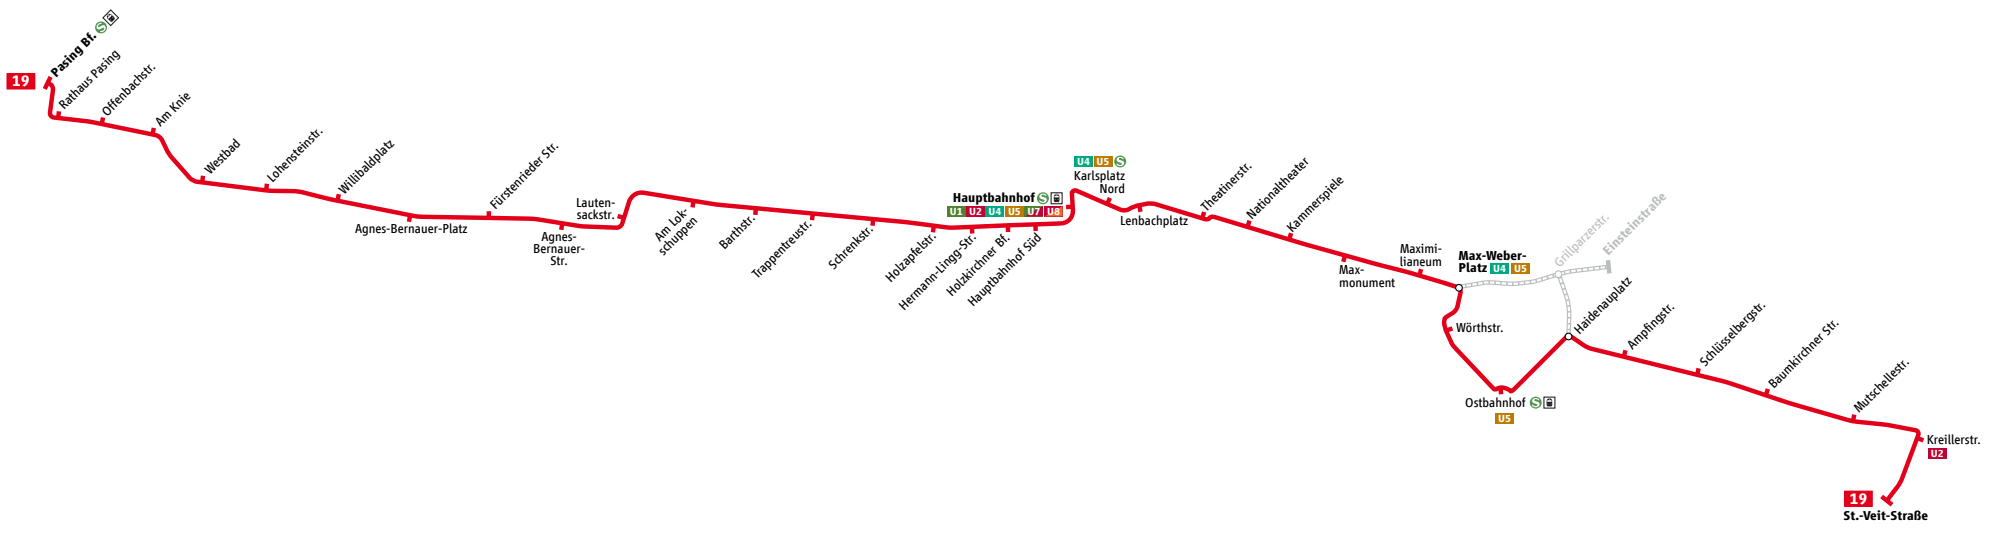 19
Pasing Bf. S
Rathaus Pasing
Offenbachstr.
Am Knie
Westbad
Lohensteinstr.
Willibaldplatz
Agnes-Bernauer-Platz
Fürstenrieder Str.
Agnes-
Bernauer-
Str.
Lauten-
sackstr.
Am Lok-
schuppen
Barthstr.
Trappentreustr.
Schrenkstr.
Holzapfelstr.
Hermann-Lingg-Str.
Holzkirchner Bf.
Hauptbahnhof Süd
Hauptbahnhof S
U1 U2 U4 U5 U7 U8
U4 U5 S
Karlsplatz
Nord
Lenbachplatz
Theatinerstr.
Nationaltheater
Kammerspiele
Max-
monument
Maximi-
lianeum
Max-Weber-
Platz U4 U5
Grillparzerstr.
Einsteinstraße
Wörthstr.
Ostbahnhof S
U5
Haidenauplatz
Ampfingstr.
Schlüsselbergstr.
Baumkirchner Str.
Mutschellestr.
Kreillerstr.
U2
19
St.-Veit-Straße